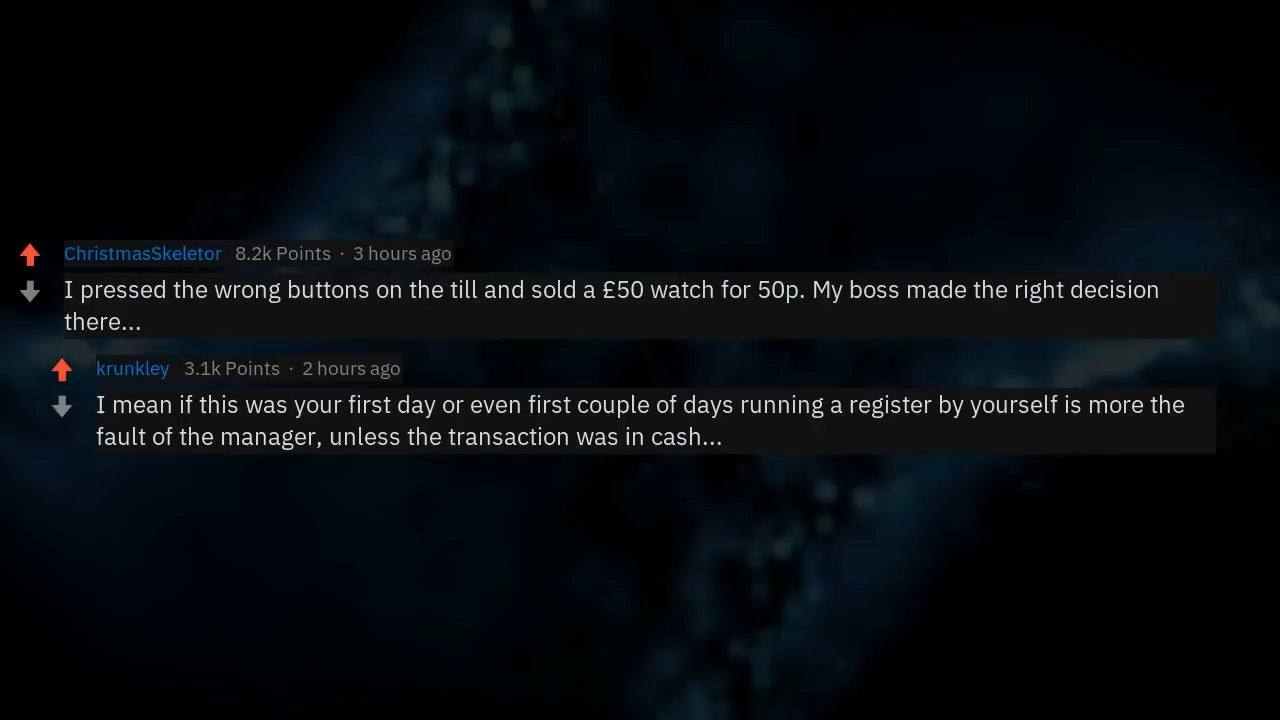 ChristmasSkeletor 8.2k Points · 3 hours ago
I pressed the wrong buttons on the till and sold a £50 watch for 50p. My boss made the right decision
there...
krunkley 3.1k Points · 2 hours ago
I mean if this was your first day or even first couple of days running a register by yourself is more the
fault of the manager, unless the transaction was in cash...